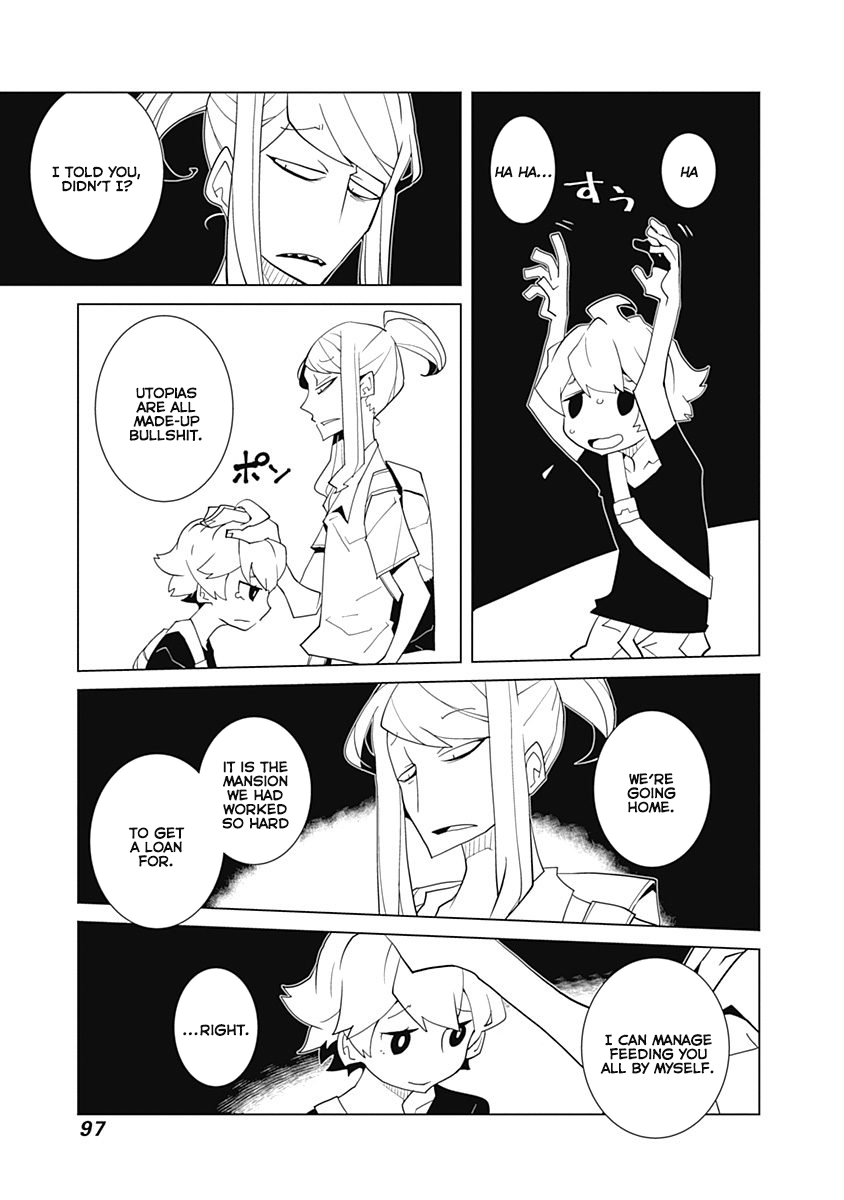 HA
すぅ
HA HA...
I TOLD YOU,
DIDN'T I?
UTOPIAS
ARE ALL
MADE-UP
BULLSHIT.
ポン
WE'RE
GOING
HOME.
IT IS THE
MANSION
WE HAD
WORKED
SO HARD
TO GET
A LOAN
FOR.
I CAN MANAGE
FEEDING YOU
ALL BY MYSELF.
...RIGHT.
97